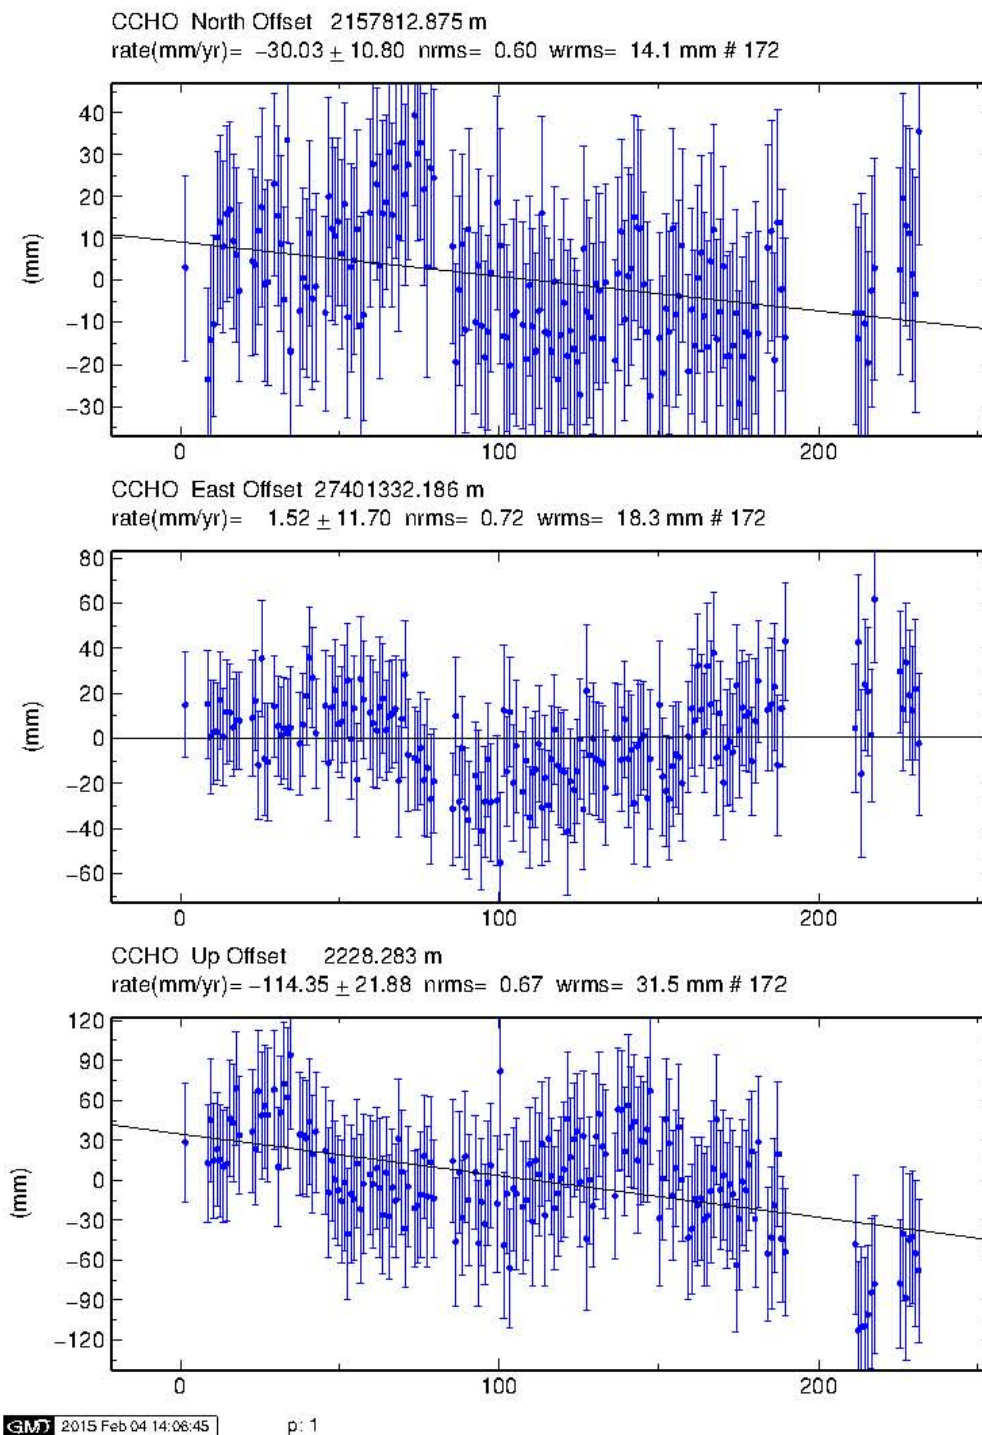 CCHO North Offset 2157812.875 m
rate(mm/yr)= −30.03 ± 10.80 nrms= 0.60 wrms= 14.1 mm # 172
40
30
20
10
0
−10
−20
−30
(mm)
0 100 200
CCHO East Offset 27401332.186 m
rate(mm/yr)= 1.52 ± 11.70 nrms= 0.72 wrms= 18.3 mm # 172
80
60
40
20
0
−20
−40
−60
(mm)
0 100 200
CCHO Up Offset 2228.283 m
rate(mm/yr)= −114.35 ± 21.88 nrms= 0.67 wrms= 31.5 mm # 172
120
90
60
30
0
−30
−60
−90
−120
(mm)
0 100 200
GMT 2015 Feb 04 14:06:45 p: 1